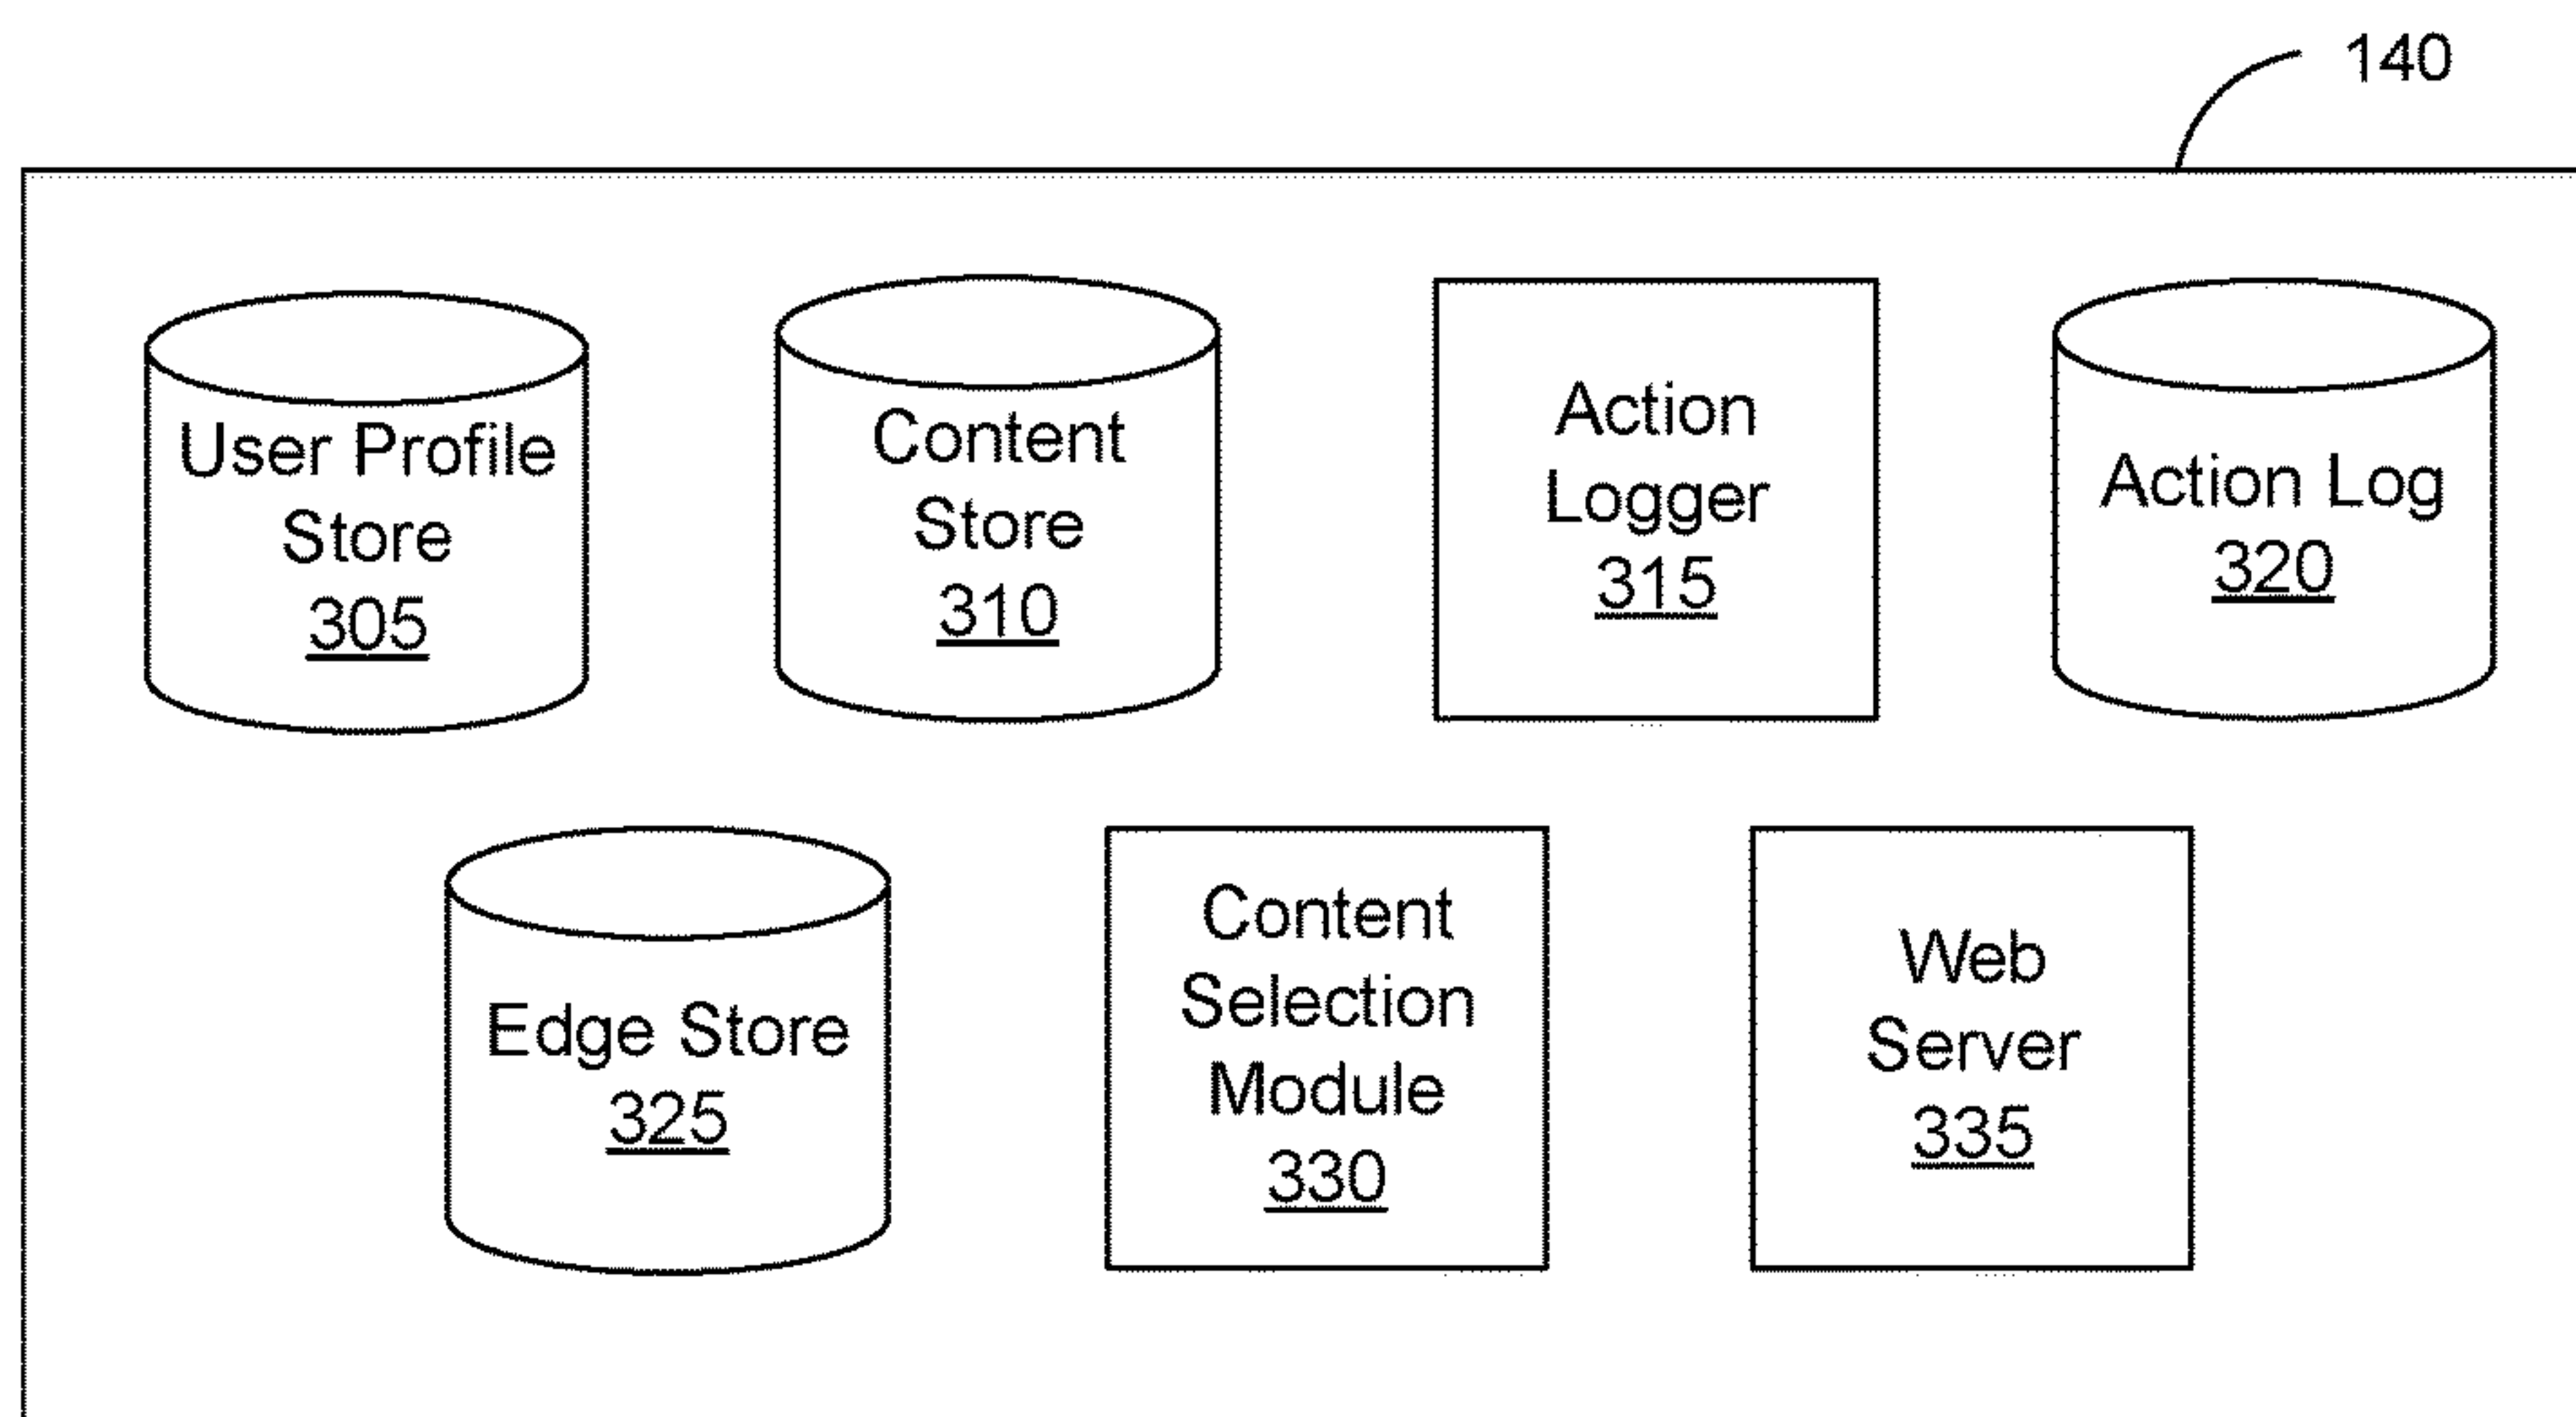 140
User Profile
Store
305
Content
Store
310
Action
Logger
315
Action Log
320
Edge Store
325
Content
Selection
Module
330
Web
Server
335